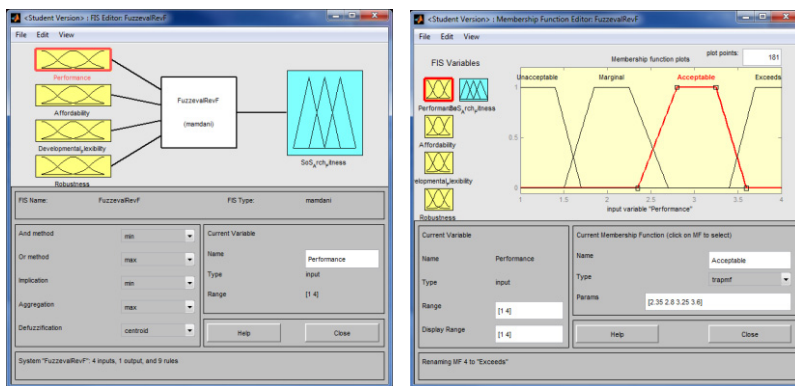 <Student Version> : FIS Editor: FuzzevalRevF
File Edit View
Performance
Affordability
Developmental_flexibility
Robustness
FuzzevalRevF
(mamdani)
SoS_Arch_Fitness
FIS Name: FuzzevalRevF FIS Type: mamdani
And method min
Or method max
Implication min
Aggregation max
Defuzzification centroid
Current Variable
Name Performance
Type input
Range [1 4]
Help Close
System "FuzzevalRevF": 4 inputs, 1 output, and 9 rules
<Student Version> : Membership Function Editor: FuzzevalRevF
File Edit View
FIS Variables
Performance
Affordability
Robustness
Membership function plots plot points: 181
Unacceptable Marginal Acceptable Exceeds
1
0.5
0
1 1.5 2 2.5 3 3.5 4
input variable "Performance"
Current Variable
Name Performance
Type input
Range [1 4]
Display Range [1 4]
Current Membership Function (click on MF to select)
Name Acceptable
Type trapmf
Params [2.35 2.8 3.25 3.6]
Help Close
Renaming MF 4 to "Exceeds"